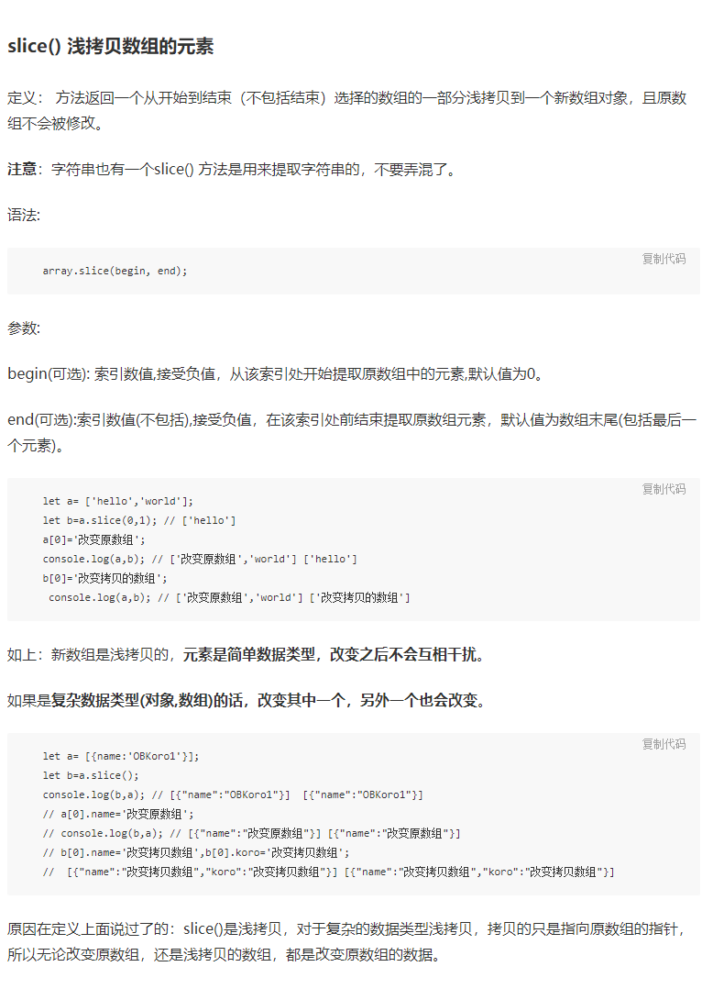 slice() 浅拷贝数组的元素
定义： 方法返回一个从开始到结束（不包括结束）选择的数组的一部分浅拷贝到一个新数组对象，且原数
组不会被修改。
注意：字符串也有一个slice() 方法是用来提取字符串的，不要弄混了。
语法:
复制代码
array.slice(begin, end);
参数:
begin(可选): 索引数值,接受负值，从该索引处开始提取原数组中的元素,默认值为0。
end(可选):索引数值(不包括),接受负值，在该索引处前结束提取原数组元素，默认值为数组末尾(包括最后一
个元素)。
复制代码
let a= ['hello','world'];
let b=a.slice(0,1); // ['hello']
a[0]='改变原数组';
console.log(a,b); // ['改变原数组','world'] ['hello']
b[0]='改变拷贝的数组';
console.log(a,b); // ['改变原数组','world'] ['改变拷贝的数组']
如上：新数组是浅拷贝的，元素是简单数据类型，改变之后不会互相干扰。
如果是复杂数据类型(对象,数组)的话，改变其中一个，另外一个也会改变。
复制代码
let a= [{name:'OBKoro1'}];
let b=a.slice();
console.log(b,a); // [{"name":"OBKoro1"}]  [{"name":"OBKoro1"}]
// a[0].name='改变原数组';
// console.log(b,a); // [{"name":"改变原数组"}] [{"name":"改变原数组"}]
// b[0].name='改变拷贝数组',b[0].koro='改变拷贝数组';
//  [{"name":"改变拷贝数组","koro":"改变拷贝数组"}] [{"name":"改变拷贝数组","koro":"改变拷贝数组"}]
原因在定义上面说过了的：slice()是浅拷贝，对于复杂的数据类型浅拷贝，拷贝的只是指向原数组的指针，
所以无论改变原数组，还是浅拷贝的数组，都是改变原数组的数据。